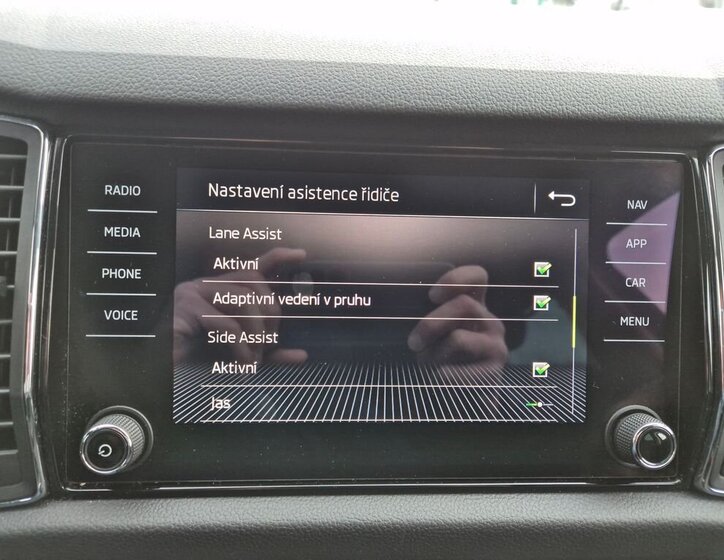 RADIO
MEDIA
PHONE
VOICE
Nastavení asistence řidiče
Lane Assist
Aktivní
Adaptivní vedení v pruhu
Side Assist
Aktivní
Jas
NAV
APP
CAR
MENU